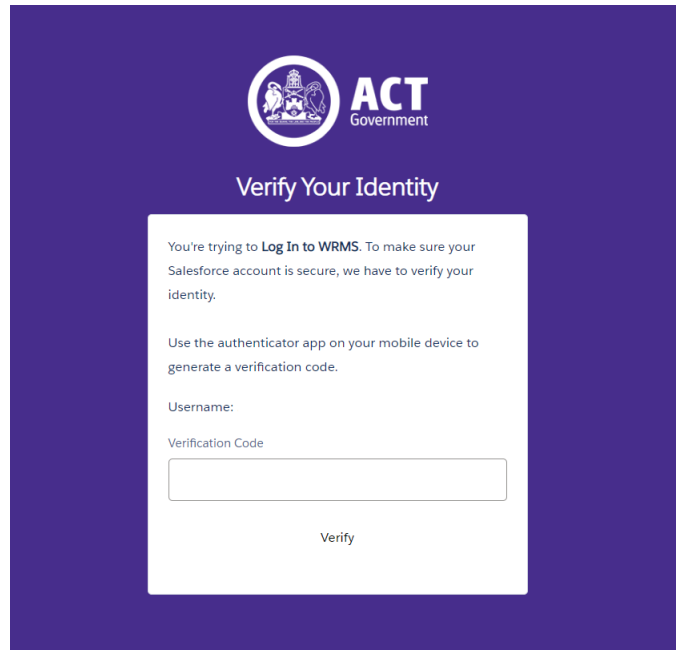 ACT
Government
Verify Your Identity
You're trying to Log In to WRMS. To make sure your
Salesforce account is secure, we have to verify your
identity.
Use the authenticator app on your mobile device to
generate a verification code.
Username:
Verification Code
Verify